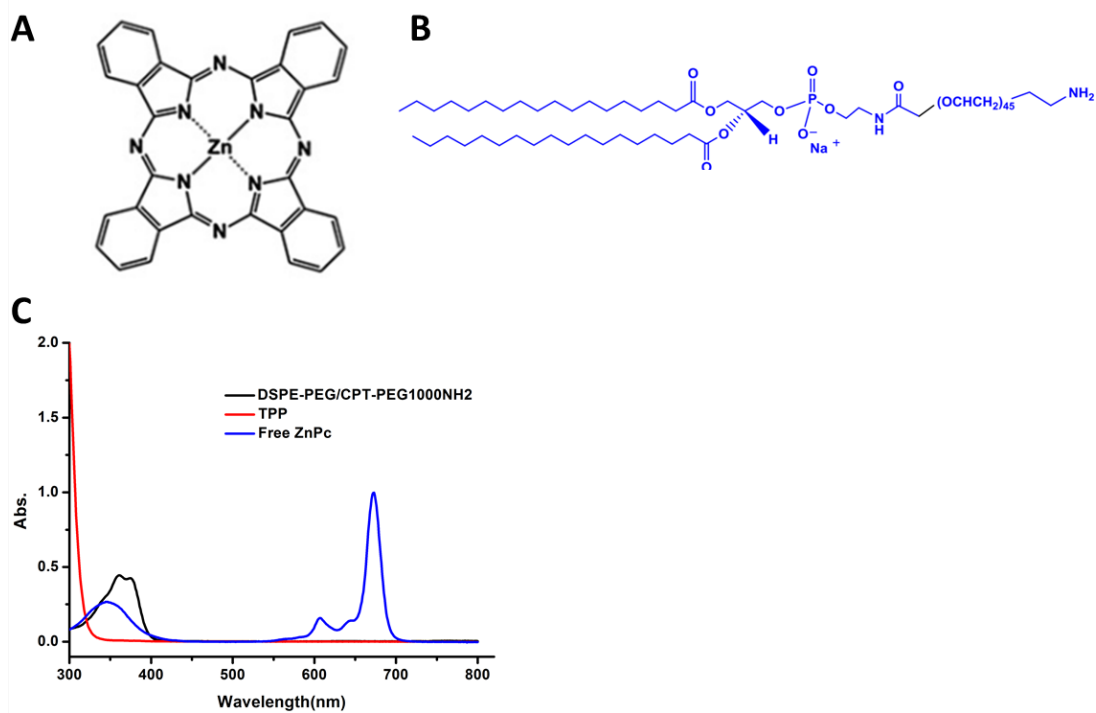 A
N
N
N
N
Zn
N
N
N
N
B
O
O
O
O
P
O
O⁻
Na ⁺
H
O
O
O
N
H
O
(OCH₂CH₂)₄₅
NH₂
C
2.0
1.5
1.0
0.5
0.0
Abs.
DSPE-PEG/CPT-PEG1000NH2
TPP
Free ZnPc
300
400
500
600
700
800
Wavelength(nm)